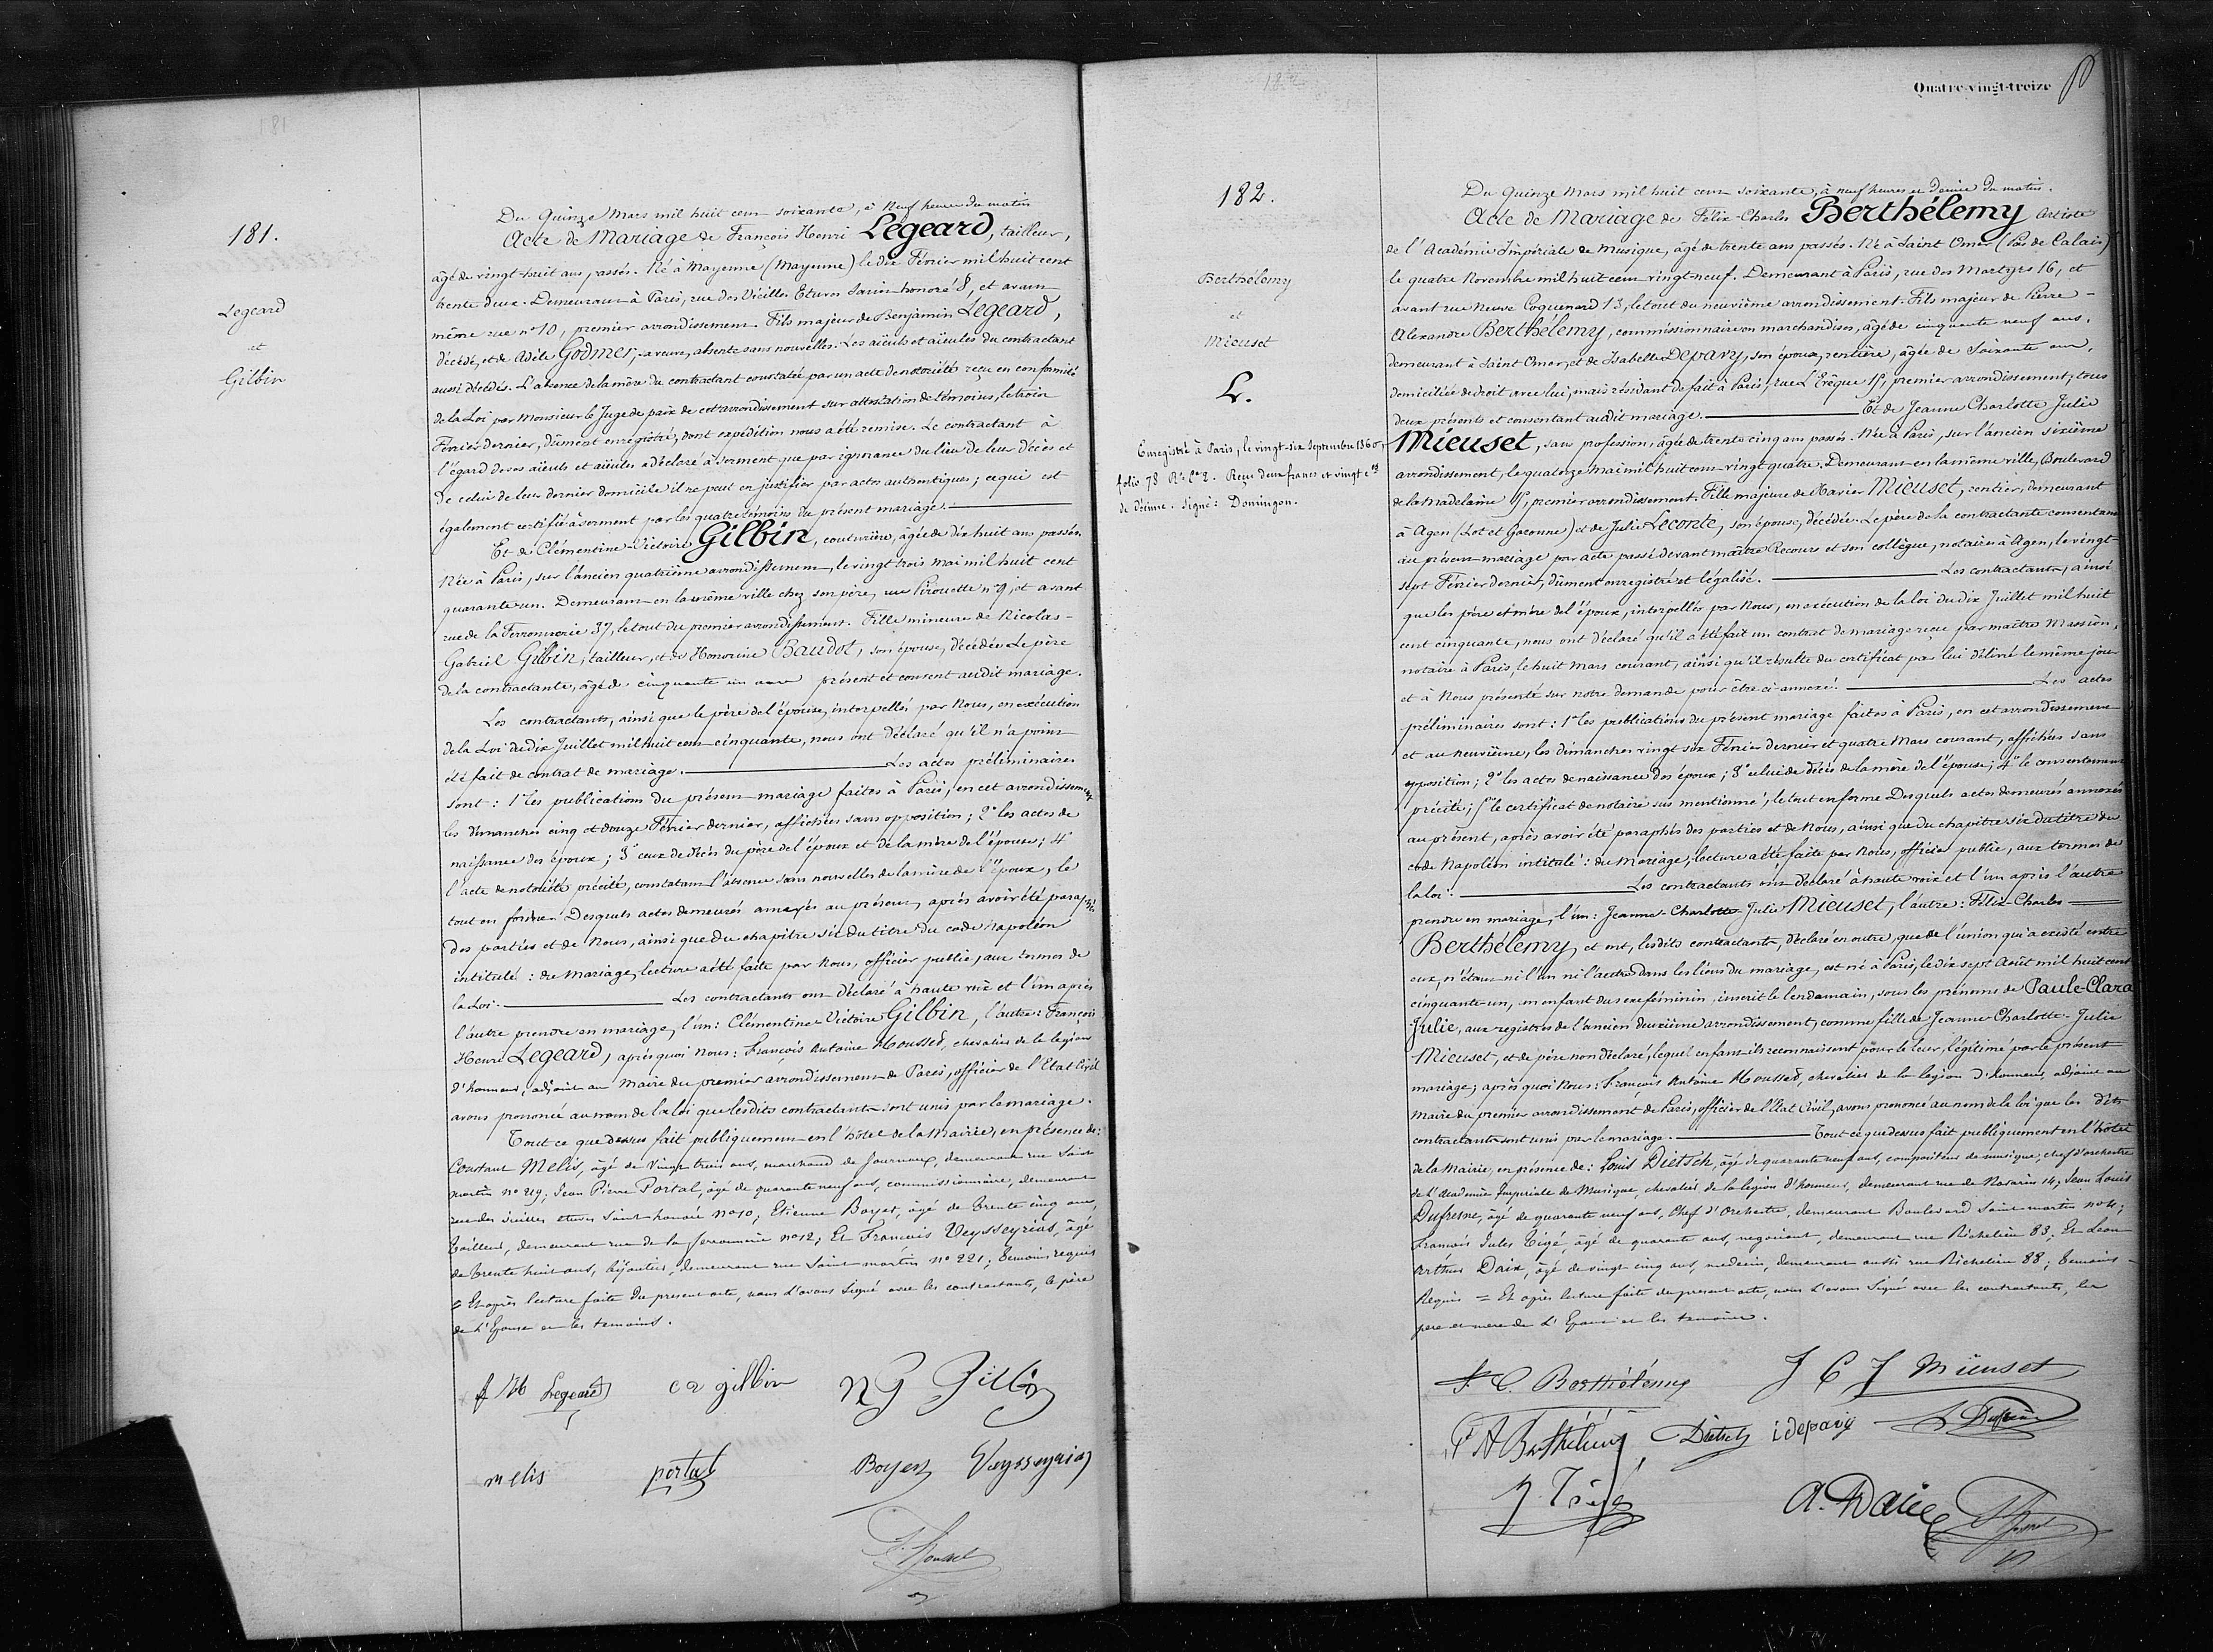 181
181.
Legeard
et
Gilbin
Du Quinze Mars mil huit cent soixante, à Neuf heures du matin
Acte de Mariage de François Henri Legeard, tailleur,
âgé de vingt-huit ans passés. Né à Mayenne (Mayenne) le dix Février mil huit cent
trente deux. Demeurant à Paris, rue des Vieilles Etuves Saint-honoré 8, et avant
même rue n° 10, premier arrondissement. Fils majeur de Benjamin Legeard,
décédé, et de Adèle Godmer, sa veuve, absente sans nouvelles. Les aïeuls et aïeules du contractant
aussi décédés. L'absence de la mère du contractant constatée par un acte de notoriété reçu en conformité
de la Loi par Monsieur le Juge de paix de cet arrondissement sur attestation de témoins, le trois
Février dernier, dûment enregistré, dont expédition nous a été remise. Le contractant à
l'égard de ses aïeuls et aïeules a déclaré à serment que par ignorance du lieu de leur décès et
de celui de leur dernier domicile il ne peut en justifier par actes authentiques; ce qui est
également certifié à serment par les quatre témoins du présent mariage.
Et de Clémentine-Victoire Gilbin, couturière, âgée de dix huit ans passés.
Née à Paris, sur l'ancien quatrième arrondissement, le vingt trois Mai mil huit cent
quarante un. Demeurant en la même ville chez son père, rue Pirouette n° 9, et avant
rue de la Ferronnerie 37, le tout du premier arrondissement. Fille mineure de Nicolas-
Gabriel Gilbin, tailleur, et de Honorine Baudot, son épouse, décédée. Le père
de la contractante, âgé de cinquante un ans présent et consent audit mariage.
Les contractants, ainsi que le père de l'épouse, interpellés par Nous, en exécution
de la Loi du dix Juillet mil huit cent cinquante, nous ont déclaré qu'il n'a point
été fait de contrat de mariage. Les actes préliminaires
sont: 1° les publications du présent mariage faites à Paris, en cet arrondissement
les dimanches cinq et douze Février dernier, affichées sans opposition; 2° les actes de
naissance des époux; 3° ceux de décès du père de l'époux et de la mère de l'épouse; 4°
l'acte de notoriété précité, constatant l'absence sans nouvelles de la mère de l'époux, le
tout en forme. Desquels actes demeurés annexés au présent, après avoir été paraphés
des parties et de Nous, ainsi que du chapitre six du titre du code Napoléon
intitulé: du Mariage, lecture a été faite par Nous, officier public, aux termes de
la Loi. Les contractants ont déclaré à haute voix et l'un après
l'autre prendre en mariage, l'un: Clémentine-Victoire Gilbin, l'autre: François
Henri Legeard, après quoi Nous: François Antoine Housset, chevalier de la légion
d'honneur, adjoint au Maire du premier arrondissement de Paris, officier de l'Etat Civil
avons prononcé au nom de la loi que les dits contractants sont unis par le mariage.
Tout ce que dessus fait publiquement en l'hôtel de la Mairie, en présence de:
Constant Melis, âgé de vingt trois ans, marchand de journaux, demeurant rue Saint
Martin n° 219; Jean Pierre Portal, âgé de quarante neuf ans, commissionnaire, demeurant
rue des vieilles etuves Saint honoré n° 10; Etienne Boyer, âgé de trente cinq ans,
tailleur, demeurant rue de la ferronnerie n° 12; Et François Veysseyrias, âgé
de trente huit ans, bijoutier, demeurant rue Saint martin n° 221; témoins requis
= Et après lecture faite du present acte, nous l'avons signé avec les contractants, le père
de l'Epouse et les temoins.
Legeard
gilbin
N G Gilbin
melis
portal
Boyer
Veysseyrias
Housset
182
Quatre-vingt-treize
182.
Berthélemy
et
Mieuset
L.
Enregistré à Paris, le vingt-six Septembre 1860,
folio 78 Ro Ce 2. Reçu deux francs et vingt ces
de décime. Signé: Domingon.
Du Quinze Mars mil huit cent soixante, à neuf heures et demie du matin.
Acte de Mariage de Félix-Charles Berthélemy Artiste
de l'Académie Impériale de Musique, âgé de trente ans passés. Né à Saint Omer (Pas de Calais)
le quatre Novembre mil huit cent vingt-neuf. Demeurant à Paris, rue des Martyrs 16, et
avant rue Neuve Coquenard 13, le tout du neuvième arrondissement. Fils majeur de Pierre-
Alexandre Berthélemy, commissionnaire en marchandises, âgé de cinquante neuf ans,
demeurant à Saint Omer, et de Isabelle Depavy, son épouse, rentière, âgée de soixante ans,
domiciliée de droit avec lui, mais résidant de fait à Paris, rue L'Evêque 15, premier arrondissement, tous
deux présents et consentant audit mariage. Et de Jeanne Charlotte Julie
Mieuset, sans profession, âgée de trente cinq ans passés. Née à Paris, sur l'ancien sixième
arrondissement, le quatorze Mai mil huit cent vingt quatre. Demeurant en la même ville, Boulevard
de la Madelaine 15, premier arrondissement. Fille majeure de Xavier Mieuset, rentier, demeurant
à Agen (Lot et Garonne) et de Julie Leconte, son épouse, décédée. Le père de la contractante consentant
au présent mariage par acte passé devant maître Recours et son collègue, notaires à Agen, le vingt-
sept Février dernier, dûment enregistré et légalisé. Les contractants, ainsi
que les père et mère de l'époux, interpellés par Nous, en exécution de la loi du dix Juillet mil huit
cent cinquante, nous ont déclaré qu'il a été fait un contrat de mariage reçu par maître Massion,
notaire à Paris, le huit Mars courant, ainsi qu'il résulte du certificat par lui délivré le même jour
et à Nous présenté sur notre demande pour être ci-annexé. Les actes
préliminaires sont: 1° les publications du présent mariage faites à Paris, en cet arrondissement
et au neuvième, les dimanches vingt six Février dernier et quatre Mars courant, affichées sans
opposition; 2° les actes de naissance des époux; 3° celui de décès de la mère de l'épouse; 4° le consentement
précité; 5° le certificat de notaire sus mentionné, le tout en forme. Desquels actes demeurés annexés
au présent, après avoir été paraphés des parties et de Nous, ainsi que du chapitre six du titre du
code Napoléon intitulé: du Mariage, lecture a été faite par Nous, officier public, aux termes de
la loi. Les contractants ont déclaré à haute voix et l'un après l'autre
prendre en mariage, l'un: Jeanne-Charlotte-Julie Mieuset, l'autre: Félix-Charles
Berthélemy, et ont, les dits contractants, déclaré en outre, que de l'union qui a existé entre
eux, n'étant ni l'un ni l'autre dans les liens du mariage, est né à Paris, le dix sept Août mil huit cent
cinquante-un, un enfant du sexe féminin, inscrit le lendemain, sous les prénoms de Paule-Clara
Julie, aux registres de l'ancien deuxième arrondissement, comme fille de Jeanne-Charlotte-Julie
Mieuset, et de père non déclaré, lequel enfant ils reconnaissent pour le leur, légitimé par le présent
mariage; après quoi Nous: François Antoine Housset, chevalier de la légion d'honneur, adjoint au
Maire du premier arrondissement de Paris, officier de l'Etat Civil, avons prononcé au nom de la loi que les dits
contractants sont unis par le mariage. Tout ce que dessus fait publiquement en l'hôtel
de la Mairie, en présence de: Louis Dietsch, âgé de quarante neuf ans, compositeur de musique, chef d'orchestre
de l'Academie Imperiale de Musique, chevalier de la légion d'honneur, demeurant rue de Navarin 14; Jean Louis
Dufresne, âgé de quarante neuf ans, Chef d'Orchestre, demeurant Boulevard Saint martin n° 4;
François Jules Tigé, âgé de quarante ans, negociant, demeurant rue Richelieu 83; Et Leon
Arthur Daix, âgé de vingt cinq ans, medecin, demeurant aussi rue Richelieu 88; temoins
Requis = Et après lecture faite du present acte, nous l'avons signé avec les contractants, les
pere et mere de l'Epoux et les temoins.
F. C. Berthélemy
J C J Mieuset
P A Berthélemy
Dietsch
i depavy
Dufresne
A. Daix